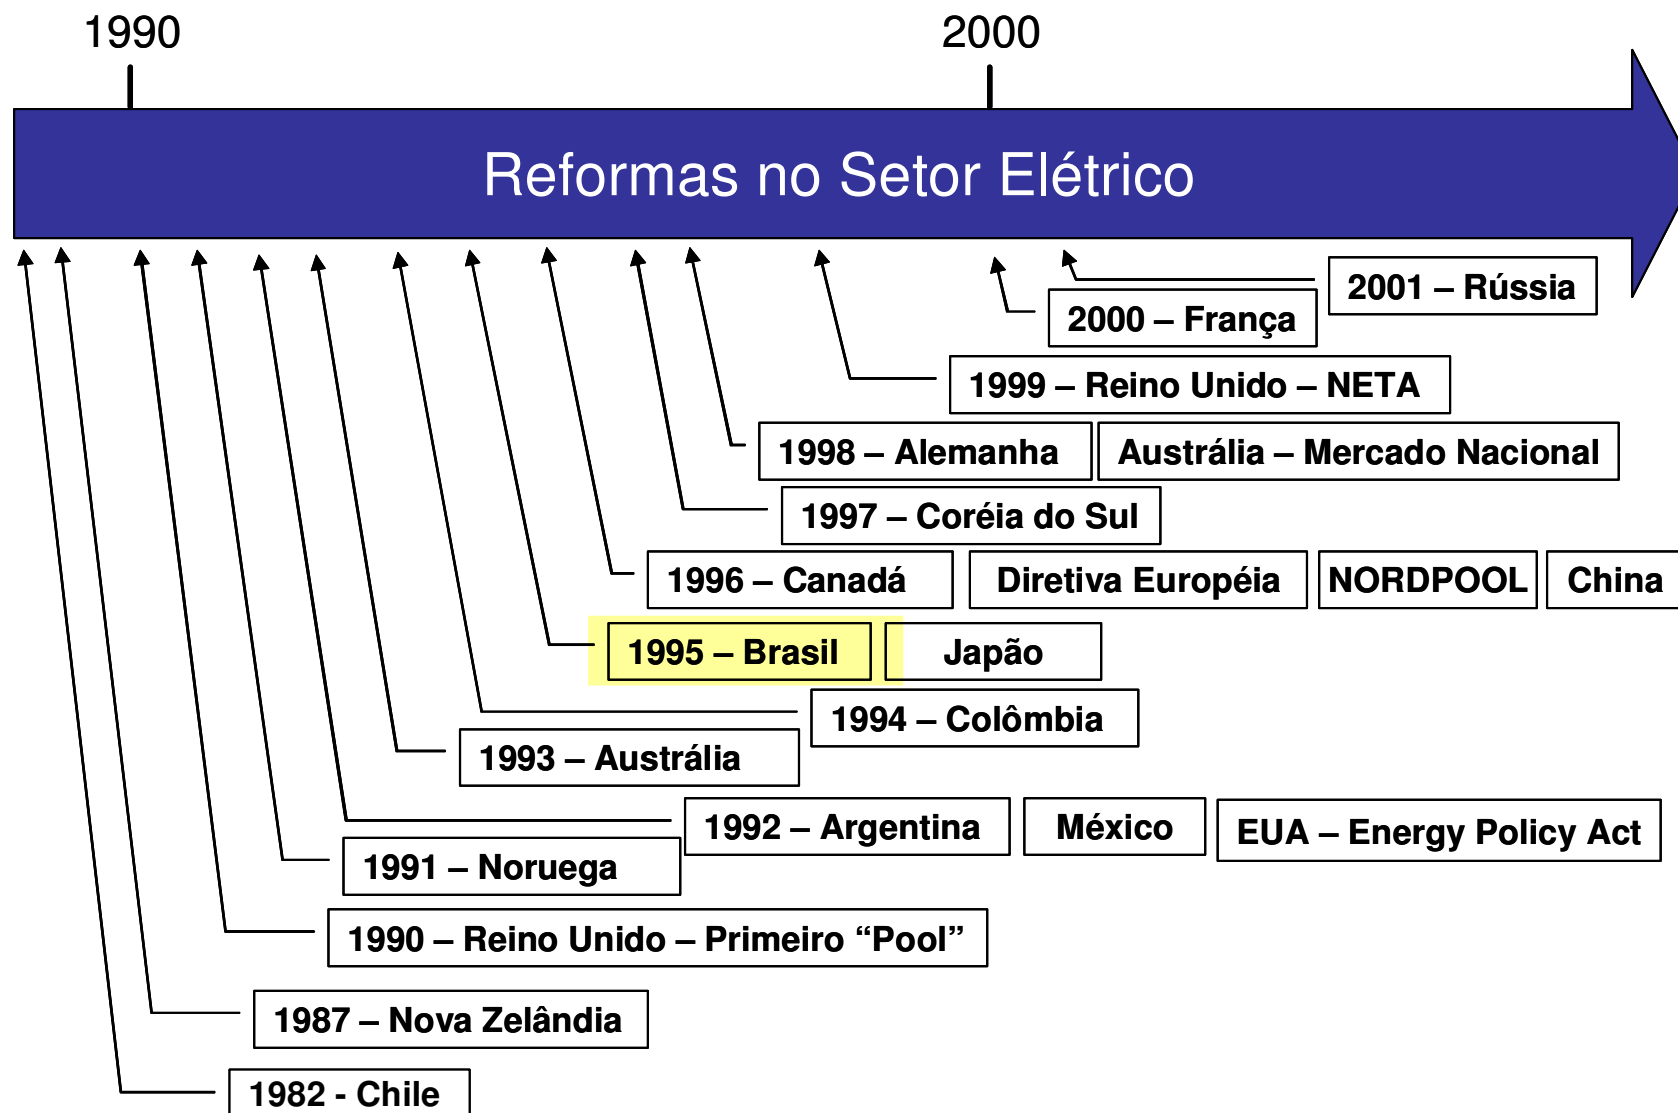 1990
2000
Reformas no Setor Elétrico
2001 – Rússia
2000 – França
1999 – Reino Unido – NETA
1998 – Alemanha
Austrália – Mercado Nacional
1997 – Coréia do Sul
1996 – Canadá
Diretiva Européia
NORDPOOL
China
1995 – Brasil
Japão
1994 – Colômbia
1993 – Austrália
1992 – Argentina
México
EUA – Energy Policy Act
1991 – Noruega
1990 – Reino Unido – Primeiro “Pool”
1987 – Nova Zelândia
1982 - Chile